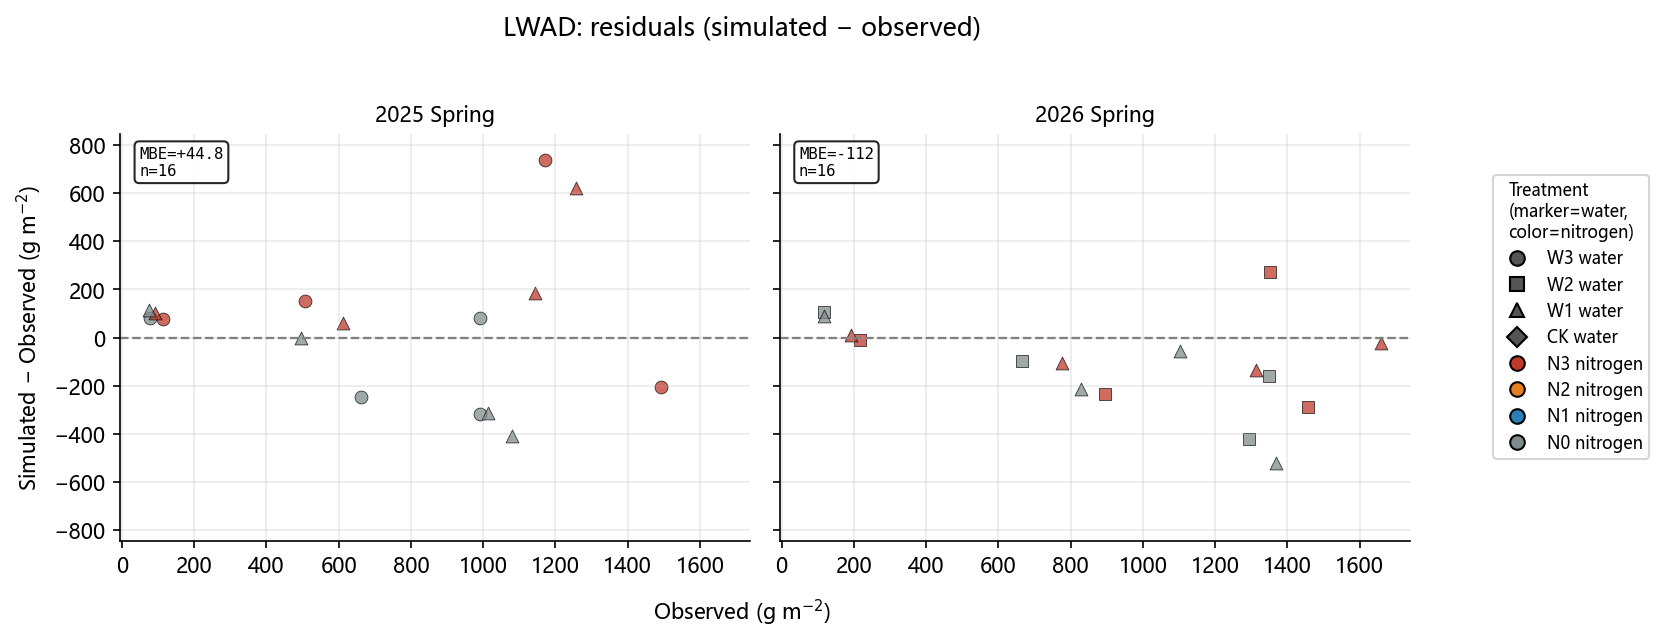 LWAD: residuals (simulated − observed)
2025 Spring
2026 Spring
MBE=+44.8
n=16
MBE=-112
n=16
Simulated − Observed (g m⁻²)
800
600
400
200
0
−200
−400
−600
−800
0 200 400 600 800 1000 1200 1400 1600
0 200 400 600 800 1000 1200 1400 1600
Observed (g m⁻²)
Treatment
(marker=water,
color=nitrogen)
W3 water
W2 water
W1 water
CK water
N3 nitrogen
N2 nitrogen
N1 nitrogen
N0 nitrogen